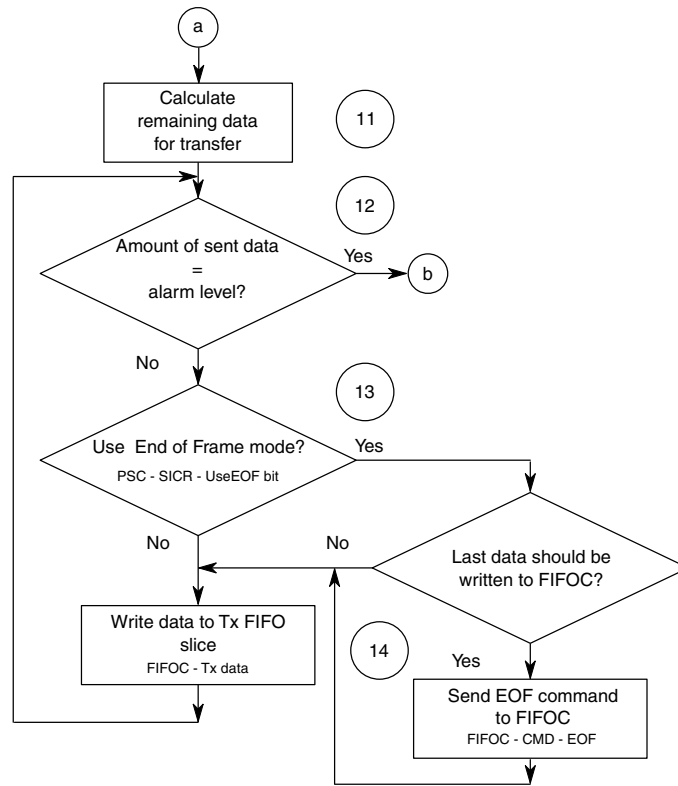 a
Calculate
remaining data
for transfer
11
12
Amount of sent data
=
alarm level?
Yes
b
No
13
Use End of Frame mode?
PSC - SICR - UseEOF bit
Yes
No
No
Last data should be
written to FIFOC?
Write data to Tx FIFO
slice
FIFOC - Tx data
14
Yes
Send EOF command
to FIFOC
FIFOC - CMD - EOF